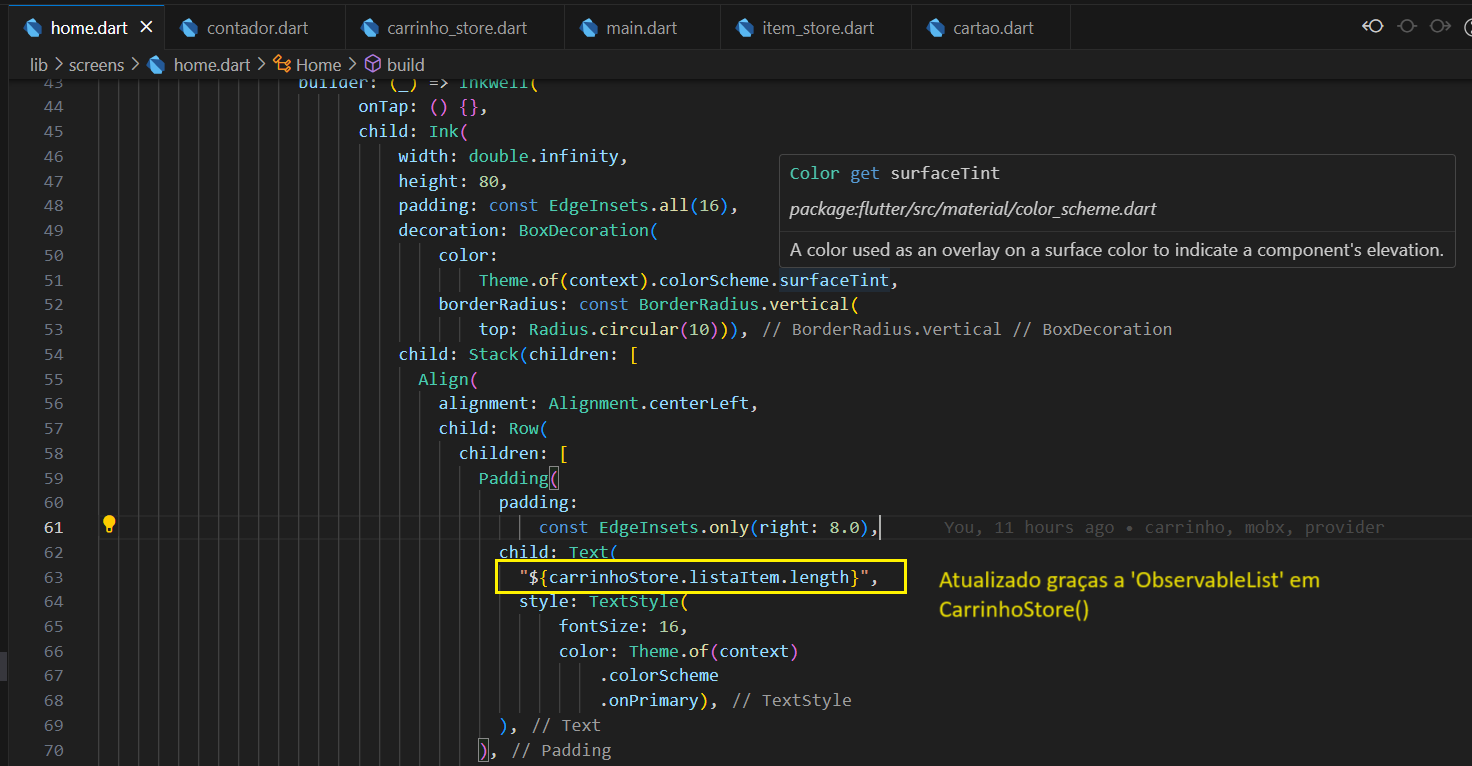 home.dart
contador.dart
carrinho_store.dart
main.dart
item_store.dart
cartao.dart
lib > screens > home.dart > Home > build
43 builder: (_) => InkWell(
44 onTap: () {},
45 child: Ink(
46 width: double.infinity,
47 height: 80,
48 padding: const EdgeInsets.all(16),
49 decoration: BoxDecoration(
50 color:
51 Theme.of(context).colorScheme.surfaceTint,
52 borderRadius: const BorderRadius.vertical(
53 top: Radius.circular(10))), // BorderRadius.vertical // BoxDecoration
54 child: Stack(children: [
55 Align(
56 alignment: Alignment.centerLeft,
57 child: Row(
58 children: [
59 Padding(
60 padding:
61 const EdgeInsets.only(right: 8.0), You, 11 hours ago • carrinho, mobx, provider
62 child: Text(
63 "${carrinhoStore.listaItem.length}",
64 style: TextStyle(
65 fontSize: 16,
66 color: Theme.of(context)
67 .colorScheme
68 .onPrimary), // TextStyle
69 ), // Text
70 ), // Padding
Color get surfaceTint
package:flutter/src/material/color_scheme.dart
A color used as an overlay on a surface color to indicate a component's elevation.
Atualizado graças a 'ObservableList' em
CarrinhoStore()